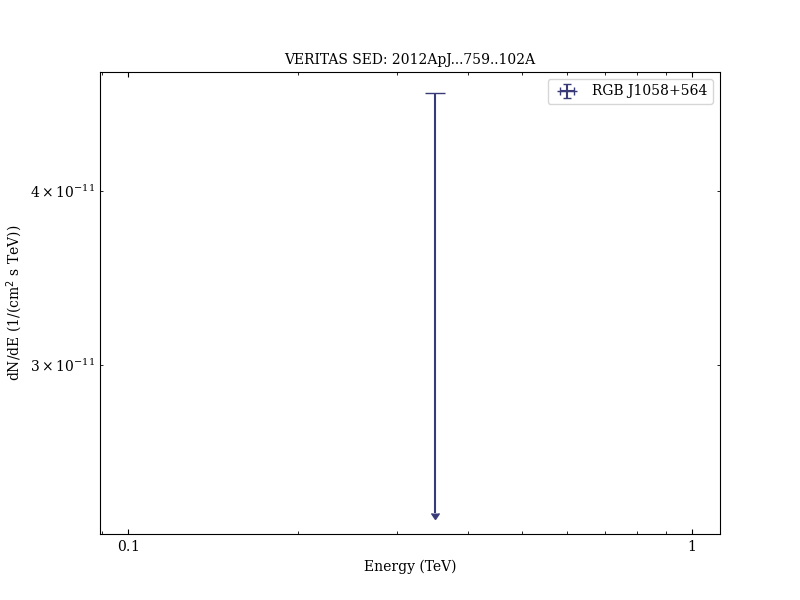 VERITAS SED: 2012ApJ...759..102A
RGB J1058+564
4×10⁻¹¹
3×10⁻¹¹
dN/dE (1/(cm² s TeV))
0.1
1
Energy (TeV)